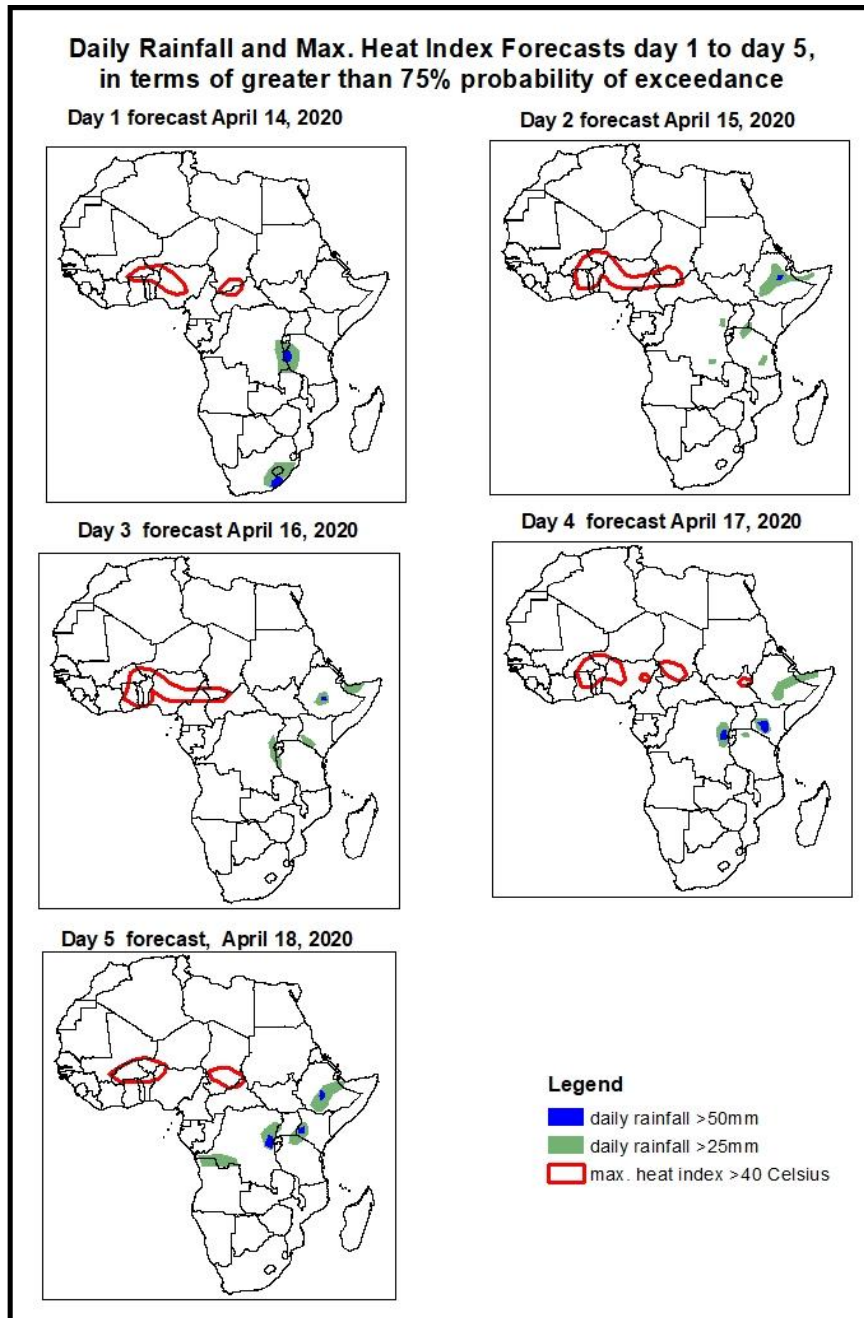 Daily Rainfall and Max. Heat Index Forecasts day 1 to day 5,
in terms of greater than 75% probability of exceedance
Day 1 forecast April 14, 2020
Day 2 forecast April 15, 2020
Day 3 forecast April 16, 2020
Day 4 forecast April 17, 2020
Day 5 forecast, April 18, 2020
Legend
daily rainfall >50mm
daily rainfall >25mm
max. heat index >40 Celsius